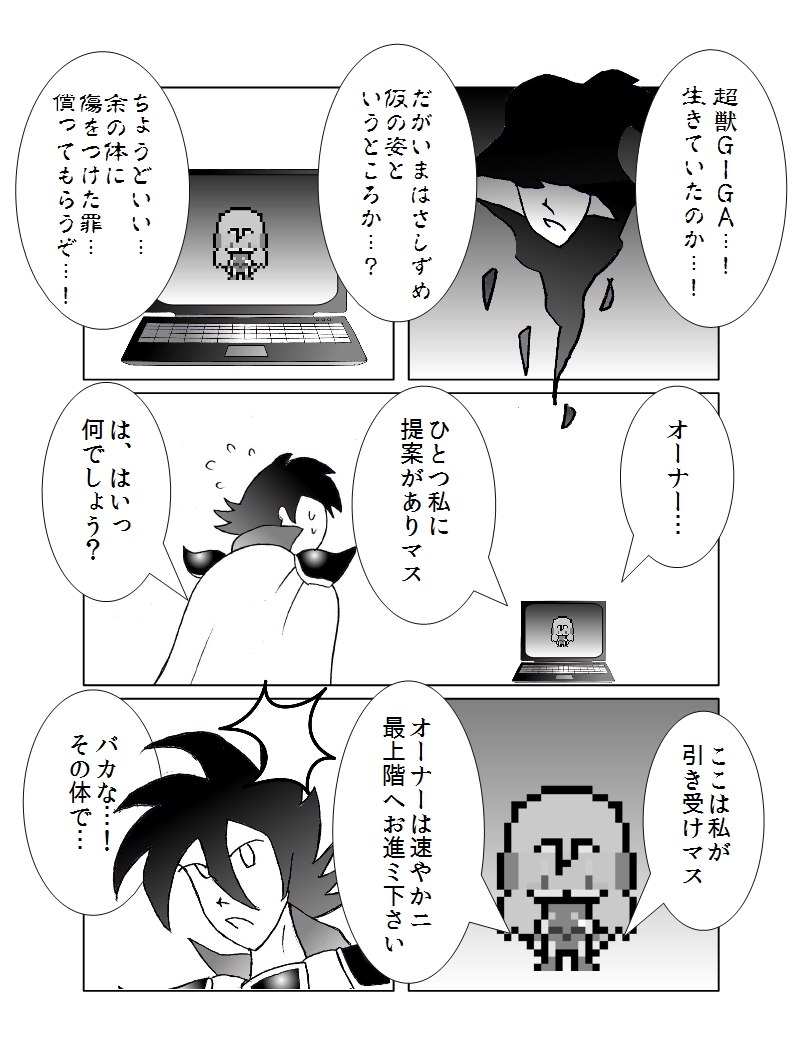 超獣GIGA…!
生きていたのか…!
だがいまはさしずめ
仮の姿と
いうところか…?
ちょうどいい…
余の体に
傷をつけた罪…
償ってもらうぞ…!
オーナー…
ひとつ私に
提案がありマス
は、はいっ
何でしょう?
ここは私が
引き受けマス
オーナーは速やかニ
最上階へお進ミ下さい
バカな…!
その体で…